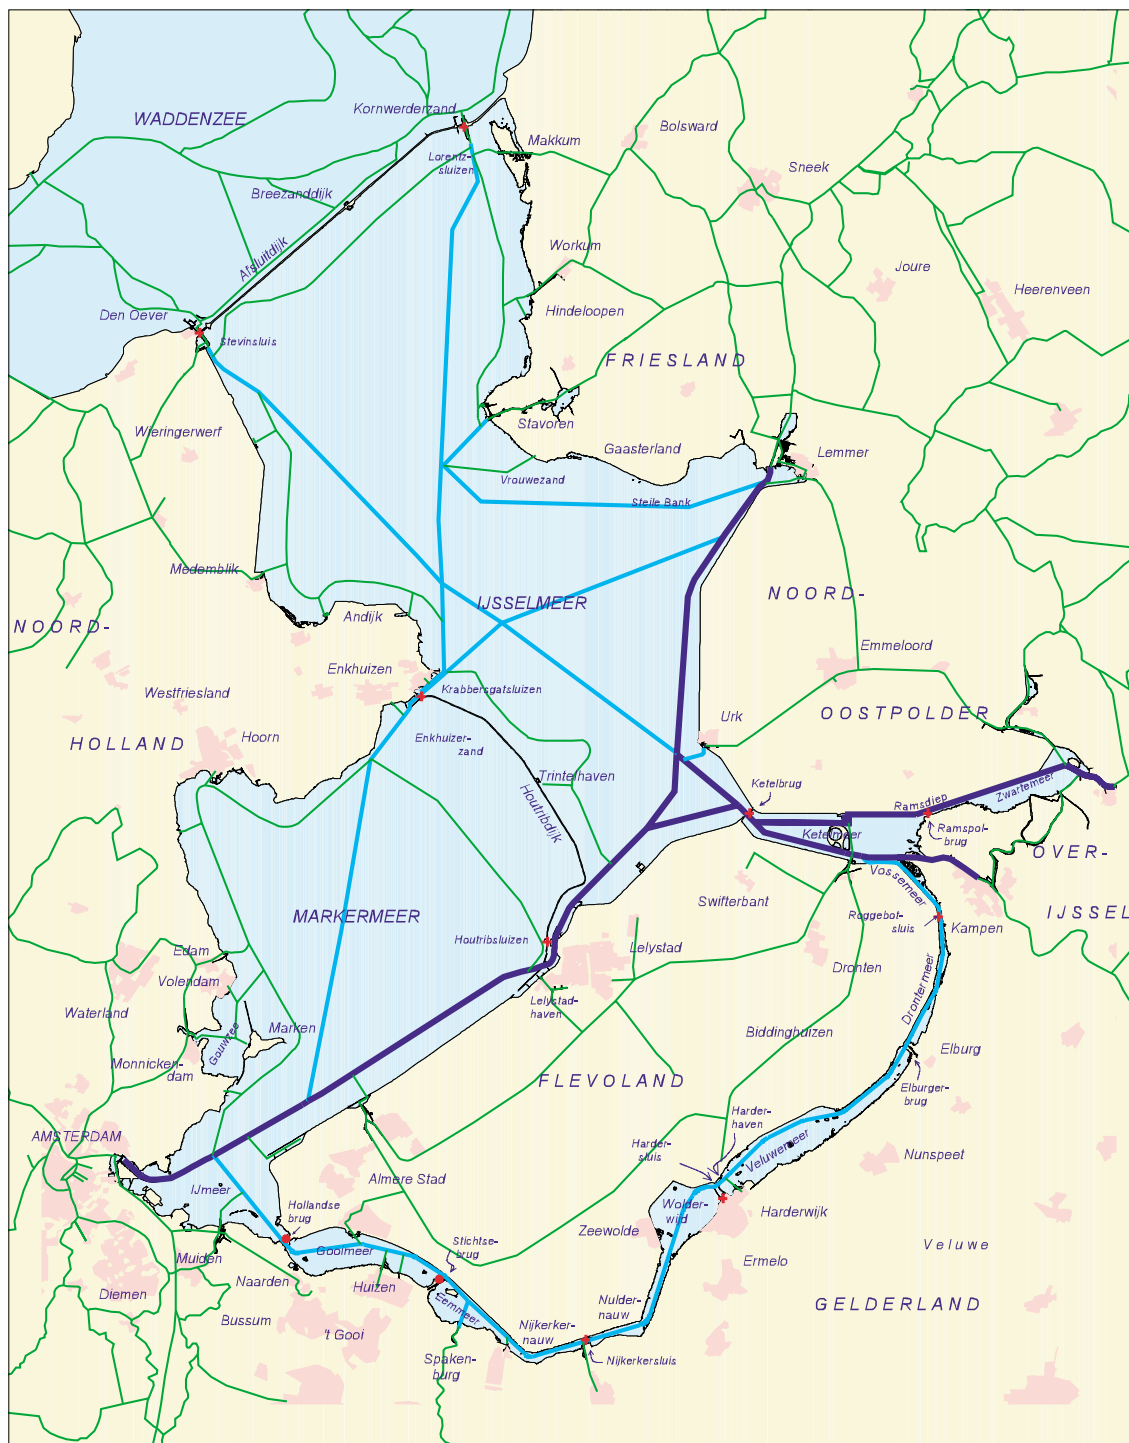 Kornwerderzand
WADDENZEE
Bolsward
Makkum
Lorentz-
sluizen
Sneek
Breezanddijk
Workum
Afsluitdijk
Joure
Heerenveen
Den Oever
Hindeloopen
Stevinsluis
FRIESLAND
Stavoren
Wieringerwerf
Gaasterland
Lemmer
Vrouwezand
Steile Bank
Medemblik
NOORD-
IJSSELMEER
Andijk
NOORD-
Emmeloord
Enkhuizen
Krabbersgatsluizen
Westfriesland
OOSTPOLDER
Urk
HOLLAND
Hoorn
Enkhuizer-
zand
Trintelhaven
Ketelbrug
Zwartemeer
Ramsdiep
Houtribdijk
Ketelmeer
Ramspol-
brug
OVER-
Vossemeer
Swifterbant
MARKERMEER
IJSSEL
Roggebot-
sluis
Kampen
Houtribsluizen
Lelystad
Edam
Dronten
Volendam
Lelystad-
haven
Drontermeer
Waterland
Marken
Gouwzee
Biddinghuizen
Elburg
Monnicken-
dam
FLEVOLAND
Elburger-
brug
Harder-
haven
AMSTERDAM
Harder-
sluis
Veluwemeer
Nunspeet
Almere Stad
IJmeer
Hollandse
brug
Wolder-
wijd
Harderwijk
Zeewolde
Stichtse-
brug
Gooimeer
Veluwe
Muiden
Ermelo
Naarden
Huizen
Diemen
Eemmeer
Nulder-
nauw
GELDERLAND
Bussum
't Gooi
Nijkerker-
nauw
Spaken-
burg
Nijkerkersluis